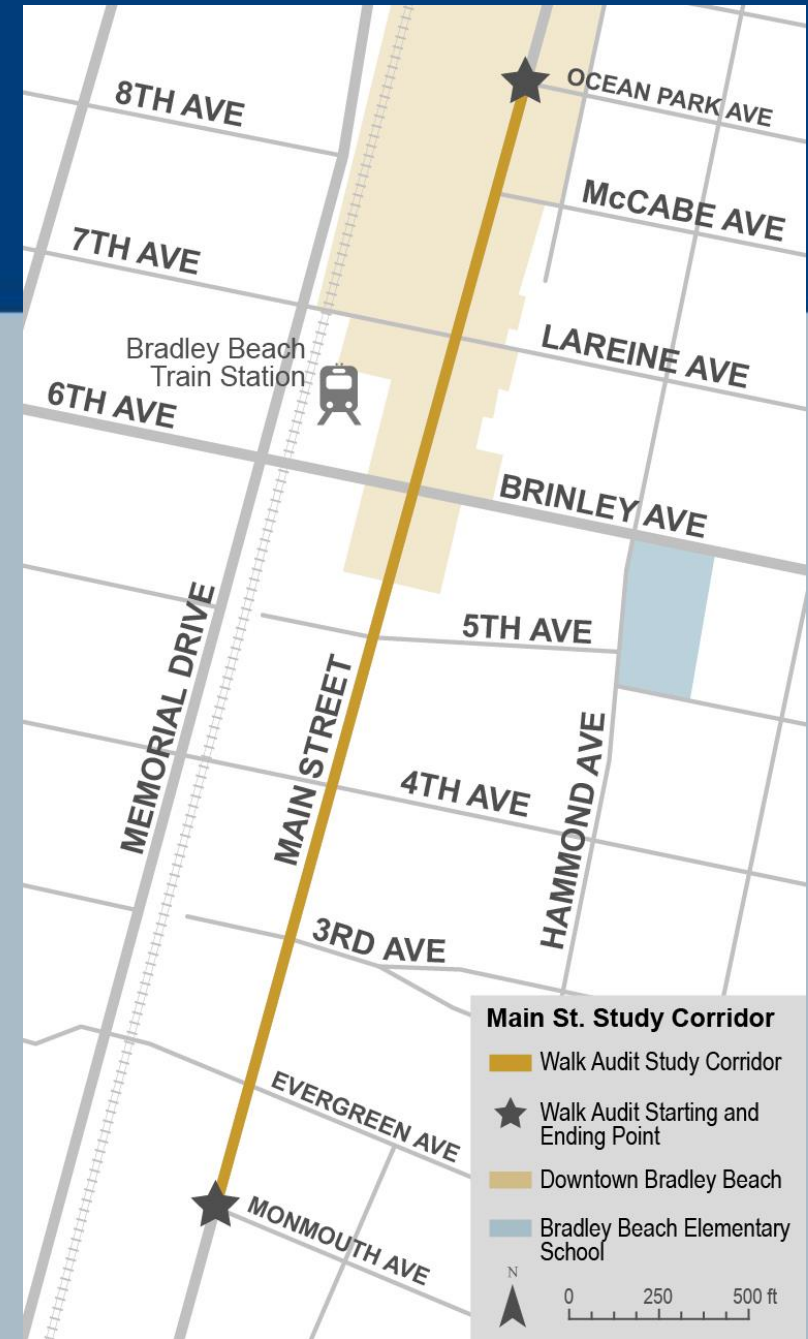 OCEAN PARK AVE
8TH AVE
McCABE AVE
7TH AVE
LAREINE AVE
Bradley Beach
Train Station
6TH AVE
BRINLEY AVE
5TH AVE
MEMORIAL DRIVE
MAIN STREET
HAMMOND AVE
4TH AVE
3RD AVE
EVERGREEN AVE
MONMOUTH AVE
Main St. Study Corridor
Walk Audit Study Corridor
Walk Audit Starting and
Ending Point
Downtown Bradley Beach
Bradley Beach Elementary
School
N
0 250 500 ft